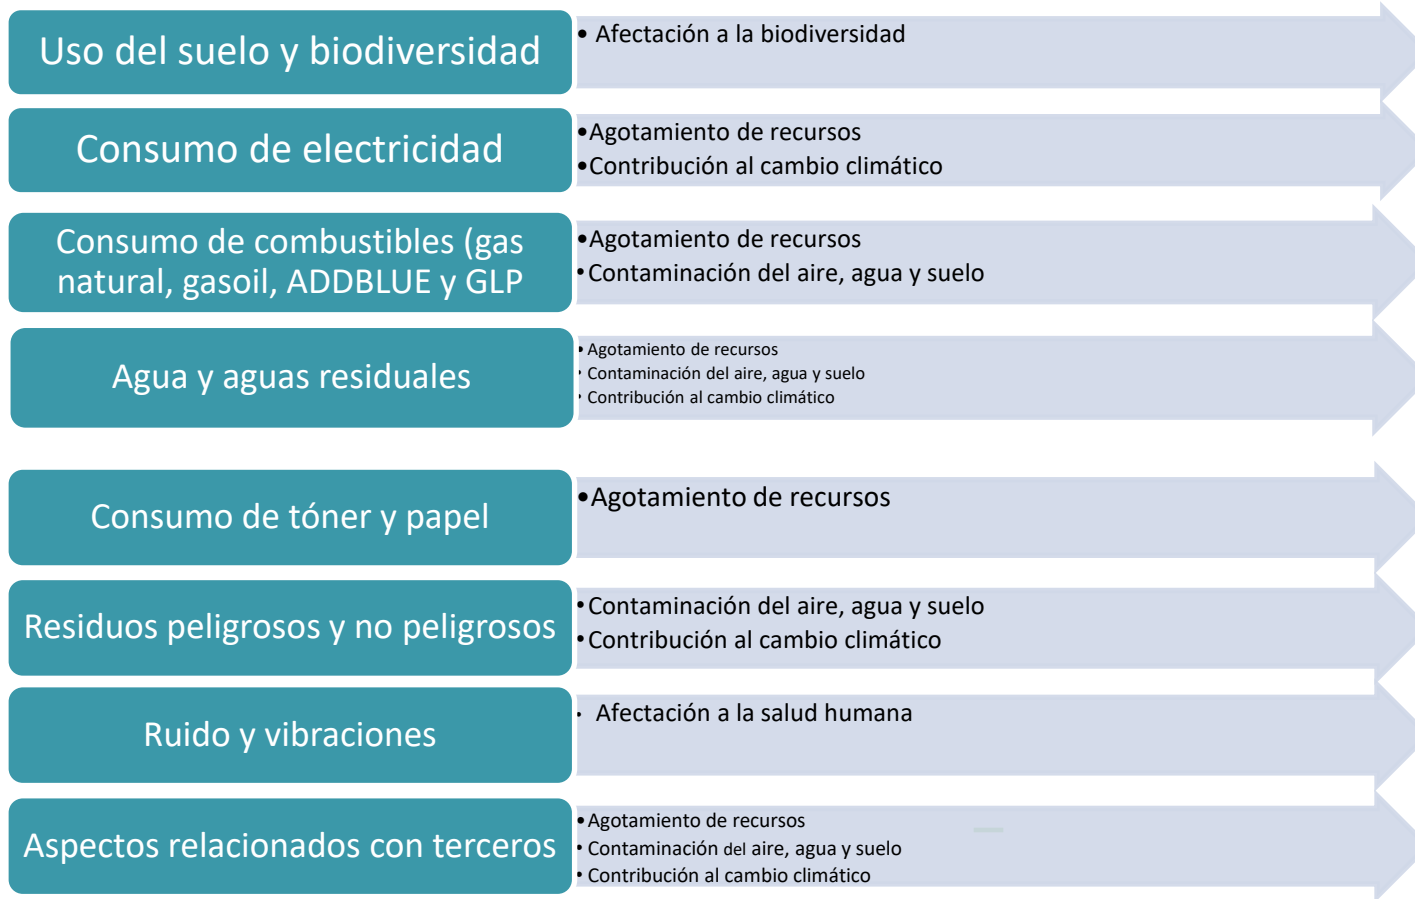 Uso del suelo y biodiversidad
• Afectación a la biodiversidad
Consumo de electricidad
•Agotamiento de recursos
•Contribución al cambio climático
Consumo de combustibles (gas
natural, gasoil, ADDBLUE y GLP
•Agotamiento de recursos
•Contaminación del aire, agua y suelo
Agua y aguas residuales
• Agotamiento de recursos
• Contaminación del aire, agua y suelo
• Contribución al cambio climático
Consumo de tóner y papel
•Agotamiento de recursos
Residuos peligrosos y no peligrosos
•Contaminación del aire, agua y suelo
•Contribución al cambio climático
Ruido y vibraciones
• Afectación a la salud humana
Aspectos relacionados con terceros
• Agotamiento de recursos
• Contaminación del aire, agua y suelo
• Contribución al cambio climático